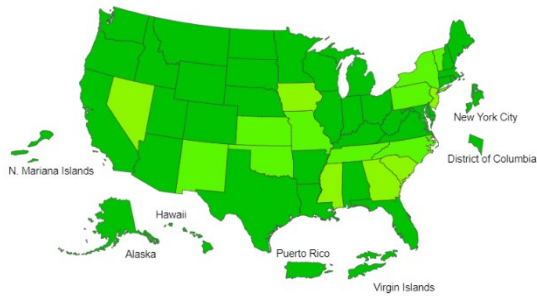 New York City
District of Columbia
N. Mariana Islands
Hawaii
Alaska
Puerto Rico
Virgin Islands